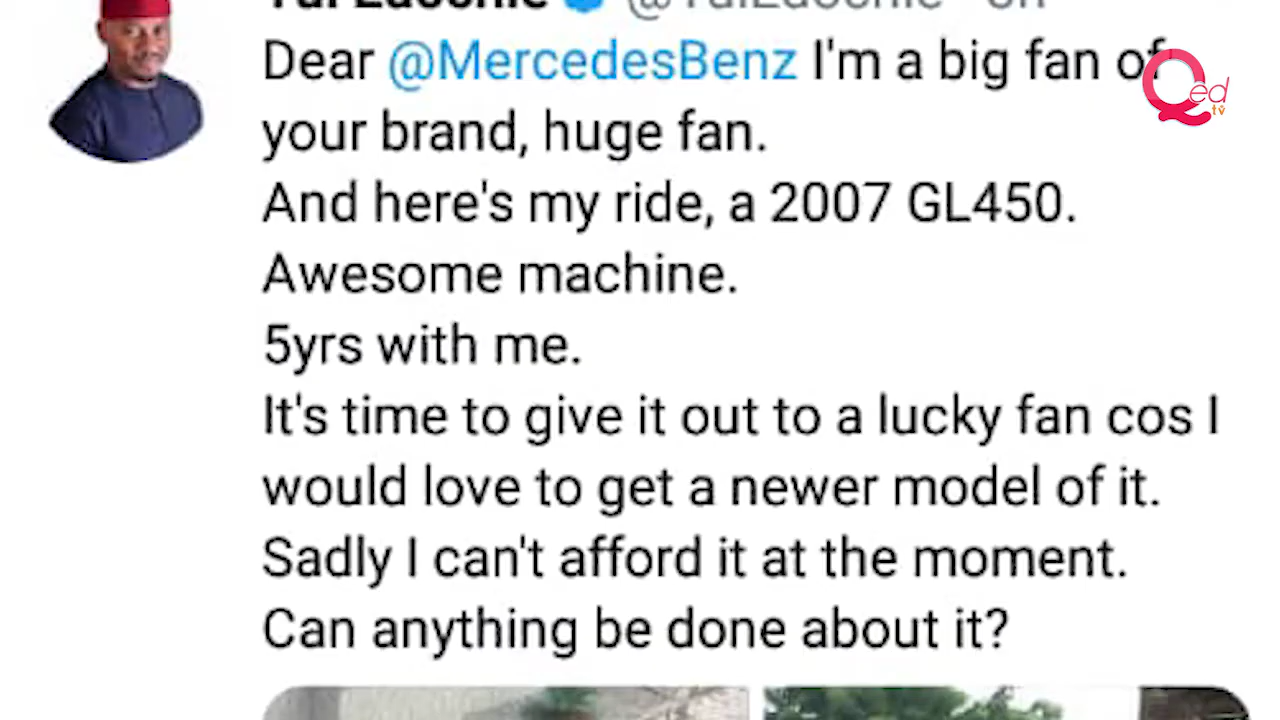 Dear @MercedesBenz I'm a big fan of
your brand, huge fan.
And here's my ride, a 2007 GL450.
Awesome machine.
5yrs with me.
It's time to give it out to a lucky fan cos I
would love to get a newer model of it.
Sadly I can't afford it at the moment.
Can anything be done about it?
Qed
tv